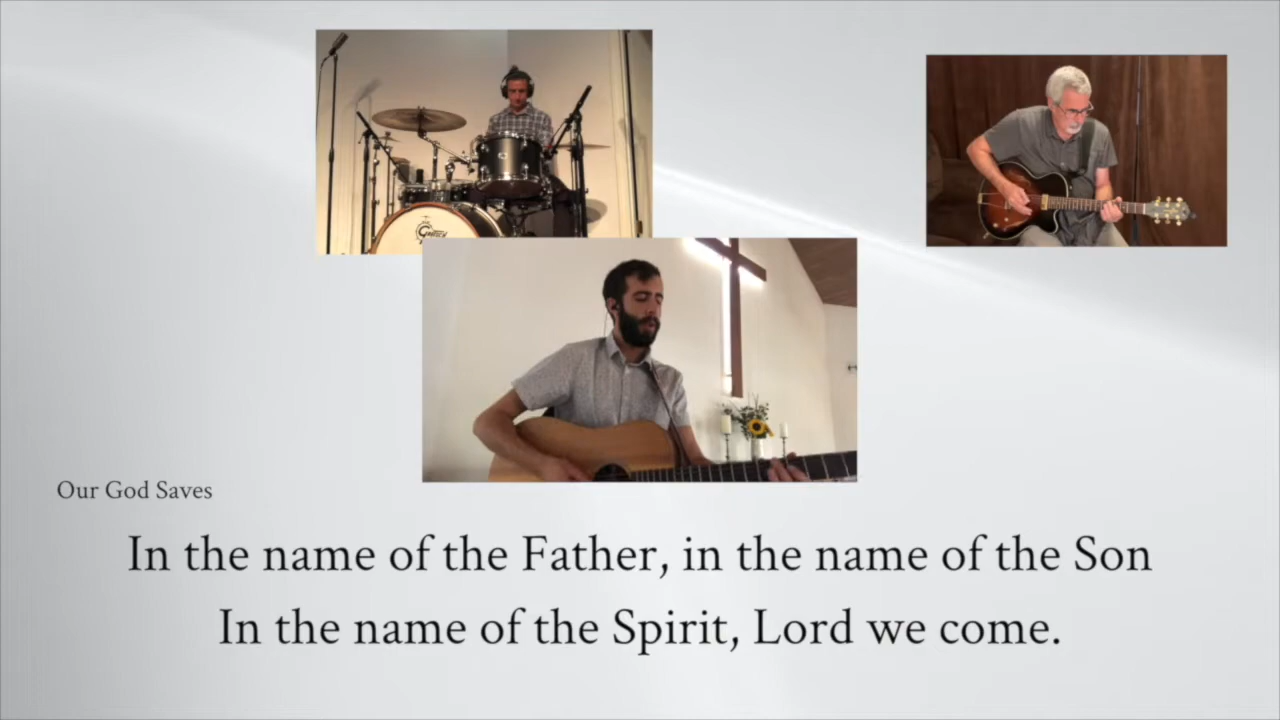 Gretsch
Our God Saves
In the name of the Father, in the name of the Son
In the name of the Spirit, Lord we come.